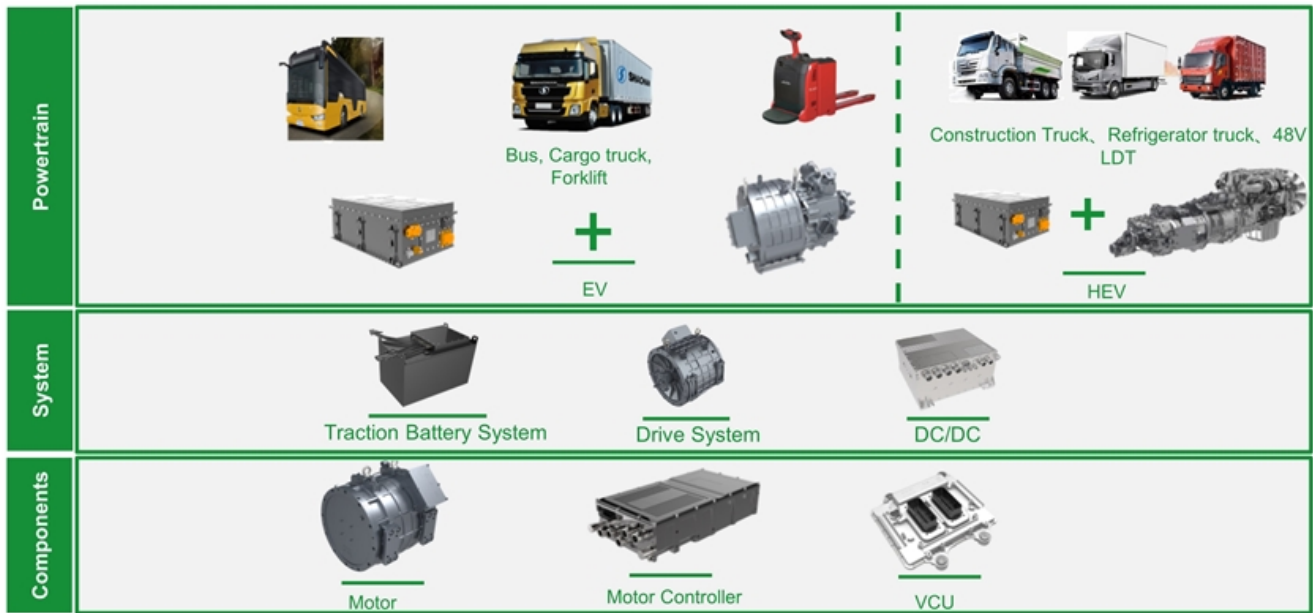 Powertrain
SHACMAN
Bus, Cargo truck,
Forklift
+
EV
Construction Truck、Refrigerator truck、48V
LDT
+
HEV
System
Traction Battery System
Drive System
DC/DC
Components
Motor
Motor Controller
VCU